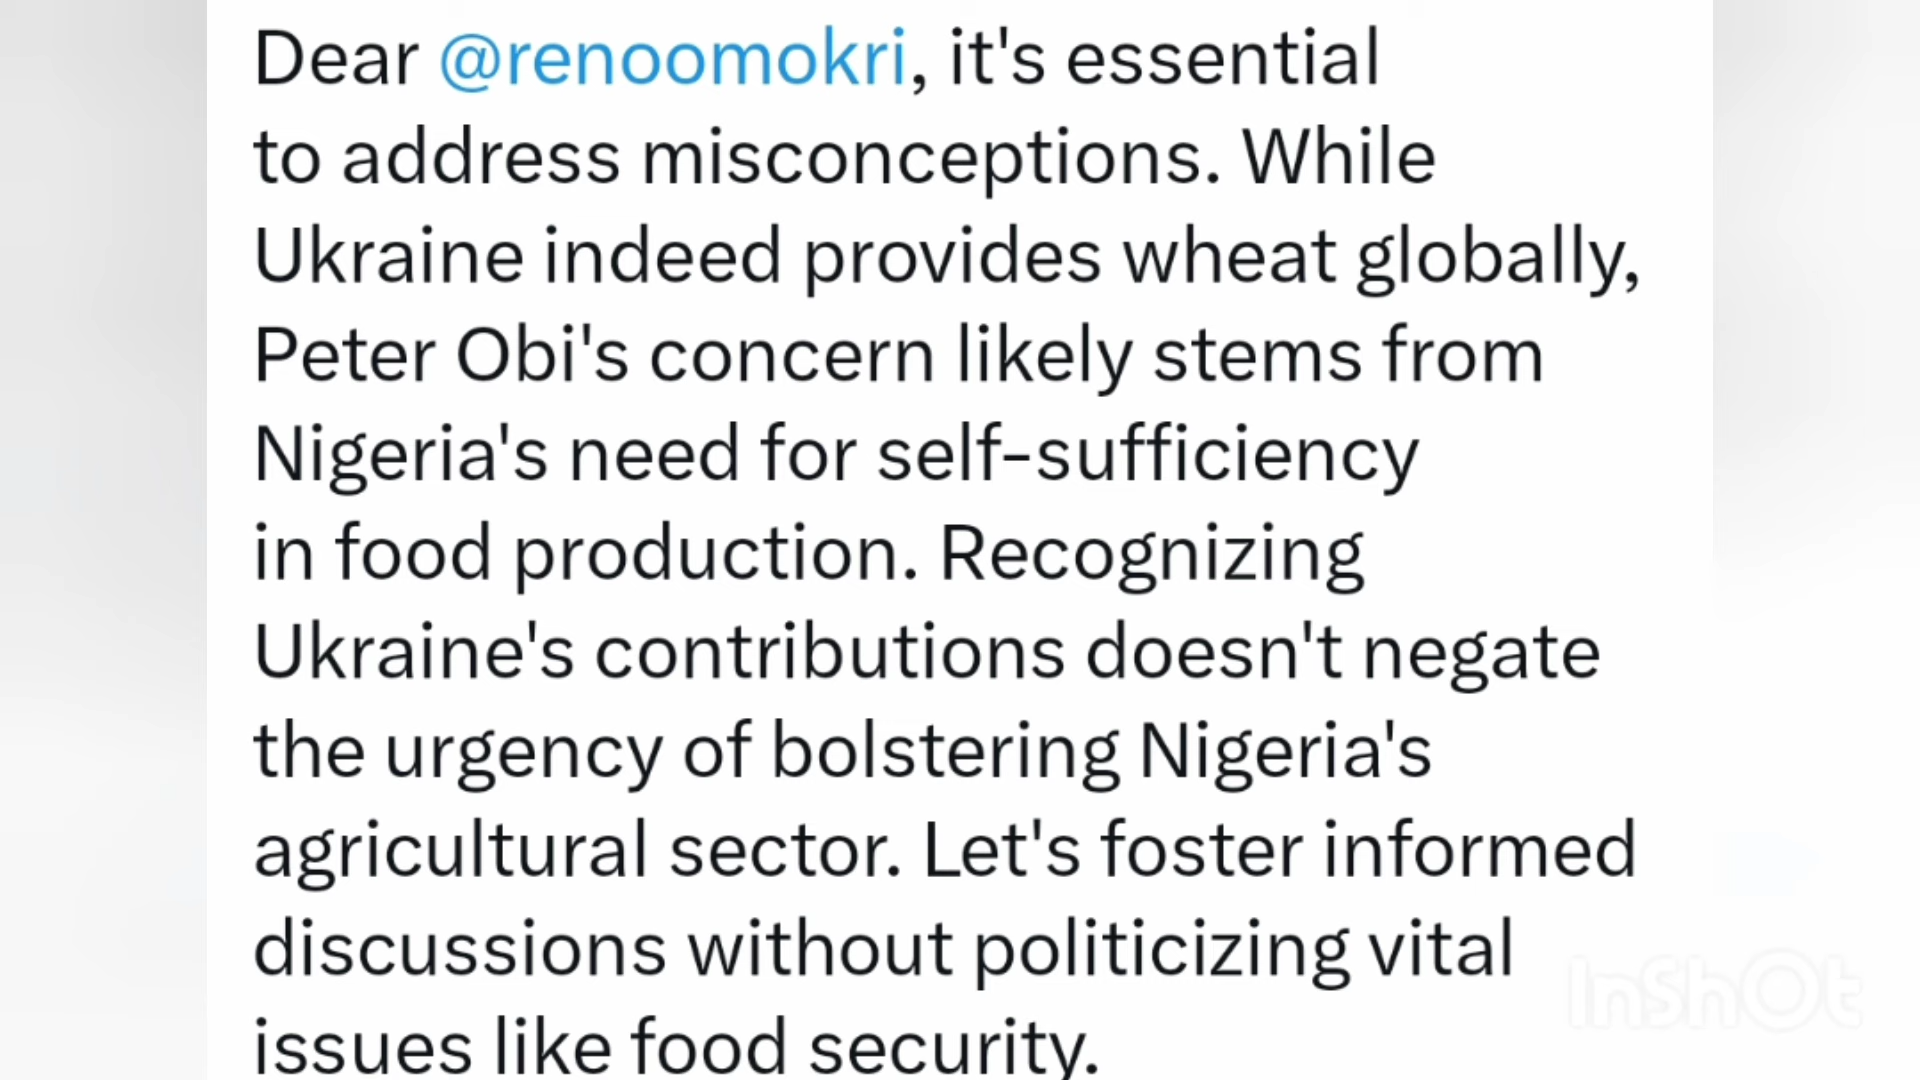 Dear @renoomokri, it's essential
to address misconceptions. While
Ukraine indeed provides wheat globally,
Peter Obi's concern likely stems from
Nigeria's need for self-sufficiency
in food production. Recognizing
Ukraine's contributions doesn't negate
the urgency of bolstering Nigeria's
agricultural sector. Let's foster informed
discussions without politicizing vital
issues like food security.
InShOt